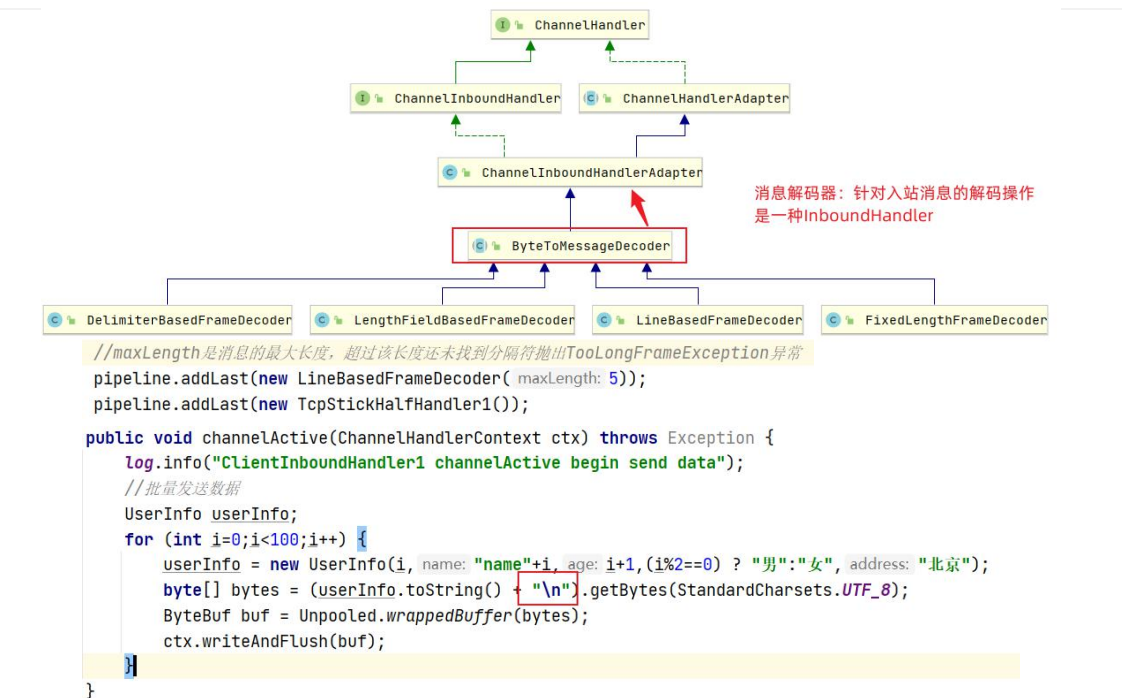 ChannelHandler
ChannelInboundHandler
ChannelHandlerAdapter
ChannelInboundHandlerAdapter
消息解码器：针对入站消息的解码操作
是一种InboundHandler
ByteToMessageDecoder
DelimiterBasedFrameDecoder
LengthFieldBasedFrameDecoder
LineBasedFrameDecoder
FixedLengthFrameDecoder
//maxLength是消息的最大长度，超过该长度还未找到分隔符抛出TooLongFrameException异常
pipeline.addLast(new LineBasedFrameDecoder( maxLength: 5));
pipeline.addLast(new TcpStickHalfHandler1());
public void channelActive(ChannelHandlerContext ctx) throws Exception {
log.info("ClientInboundHandler1 channelActive begin send data");
//批量发送数据
UserInfo userInfo;
for (int i=0;i<100;i++) {
userInfo = new UserInfo(i, name: "name"+i, age: i+1,(i%2==0) ? "男":"女", address: "北京");
byte[] bytes = (userInfo.toString() + "\n").getBytes(StandardCharsets.UTF_8);
ByteBuf buf = Unpooled.wrappedBuffer(bytes);
ctx.writeAndFlush(buf);
}
}